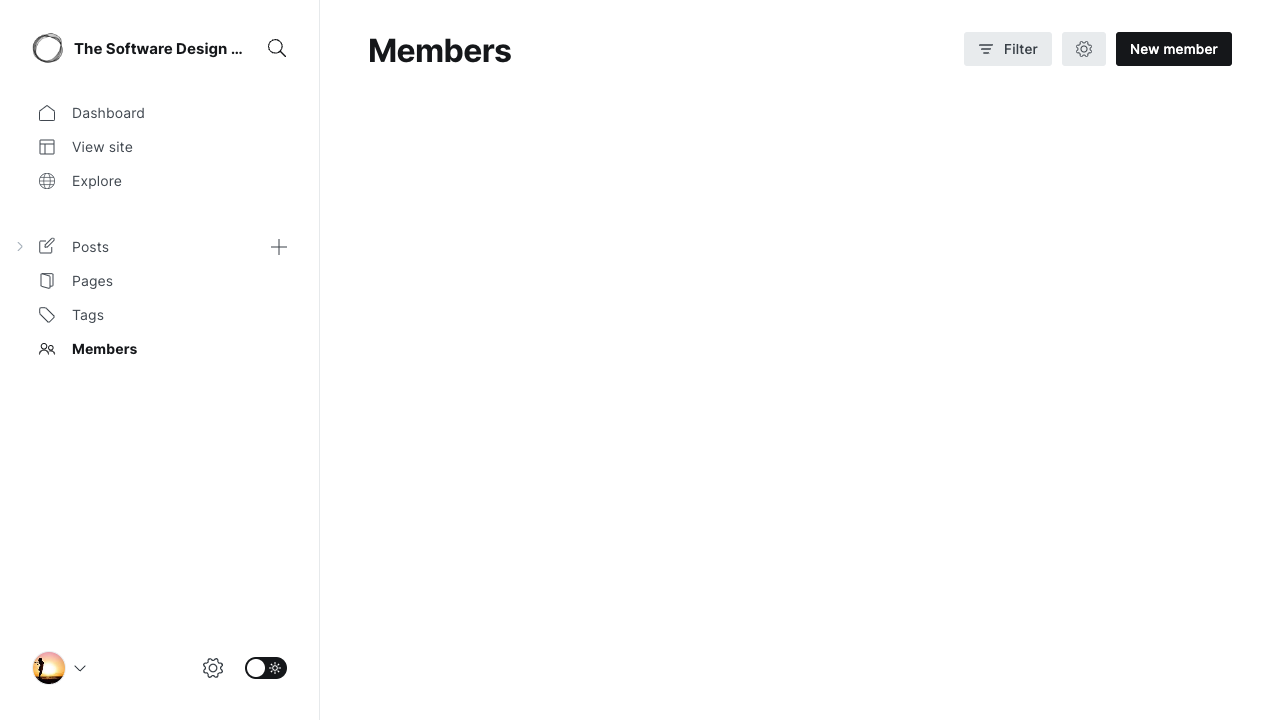 The Software Design ...
Dashboard
View site
Explore
Posts
Pages
Tags
Members
Members
Filter
New member